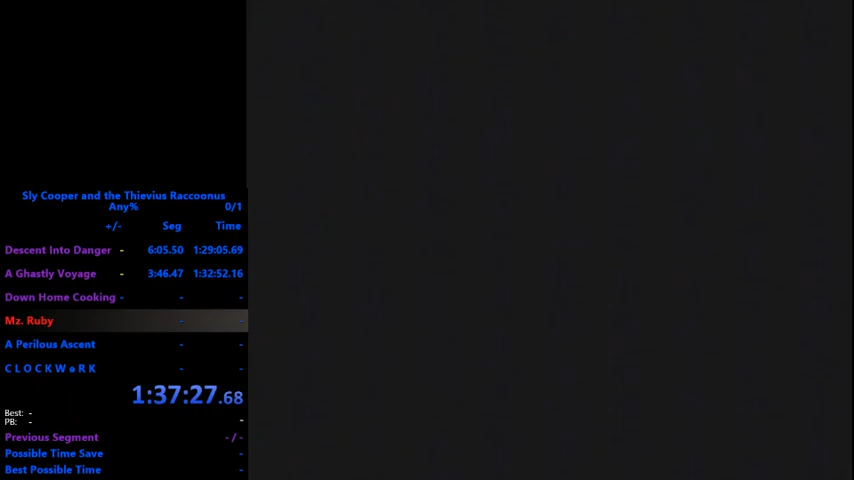 Sly Cooper and the Thievius Raccoonus
Any% 0/1
+/- Seg Time
Descent Into Danger - 6:05.50 1:29:05.69
A Ghastly Voyage - 3:46.47 1:32:52.16
Down Home Cooking - - -
Mz. Ruby - -
A Perilous Ascent - -
C L O C K W e R K - -
1:37:27.68
Best: -
PB: - -
Previous Segment - / -
Possible Time Save -
Best Possible Time -